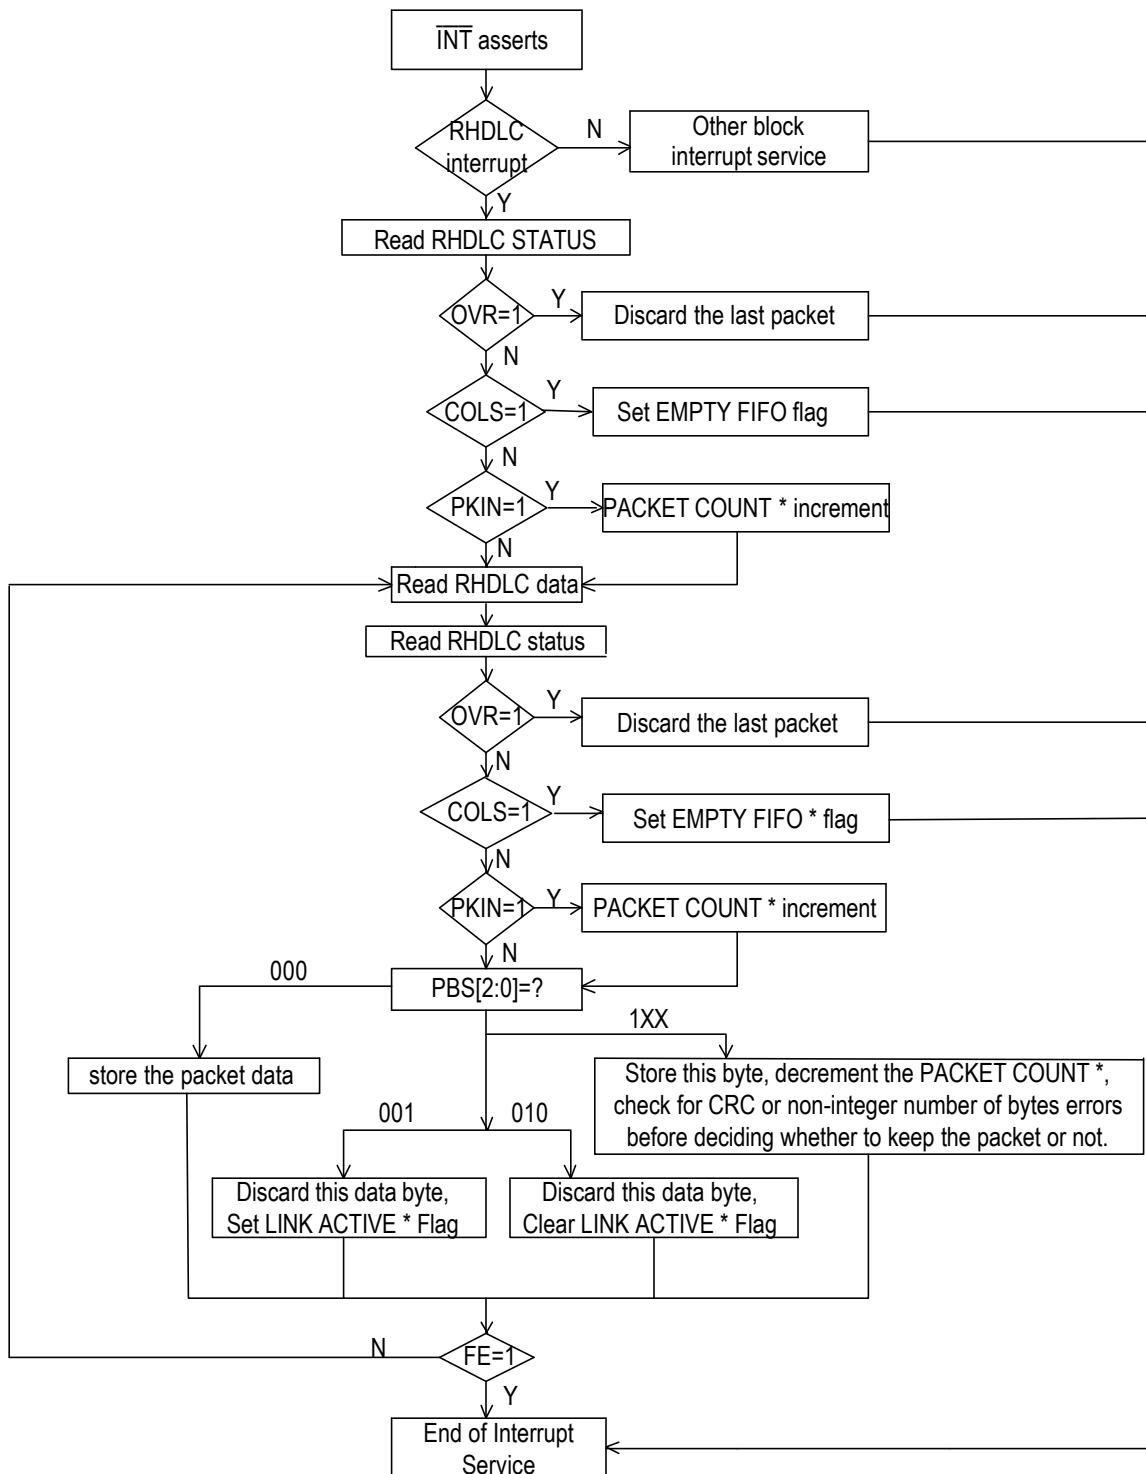 INT asserts
RHDLC
interrupt
N
Other block
interrupt service
Y
Read RHDLC STATUS
OVR=1
Y
Discard the last packet
N
COLS=1
Y
Set EMPTY FIFO flag
N
PKIN=1
Y
PACKET COUNT * increment
N
Read RHDLC data
Read RHDLC status
OVR=1
Y
Discard the last packet
N
COLS=1
Y
Set EMPTY FIFO * flag
N
PKIN=1
Y
PACKET COUNT * increment
N
000
PBS[2:0]=?
1XX
store the packet data
Store this byte, decrement the PACKET COUNT *,
check for CRC or non-integer number of bytes errors
before deciding whether to keep the packet or not.
001
010
Discard this data byte,
Set LINK ACTIVE * Flag
Discard this data byte,
Clear LINK ACTIVE * Flag
N
FE=1
Y
End of Interrupt
Service